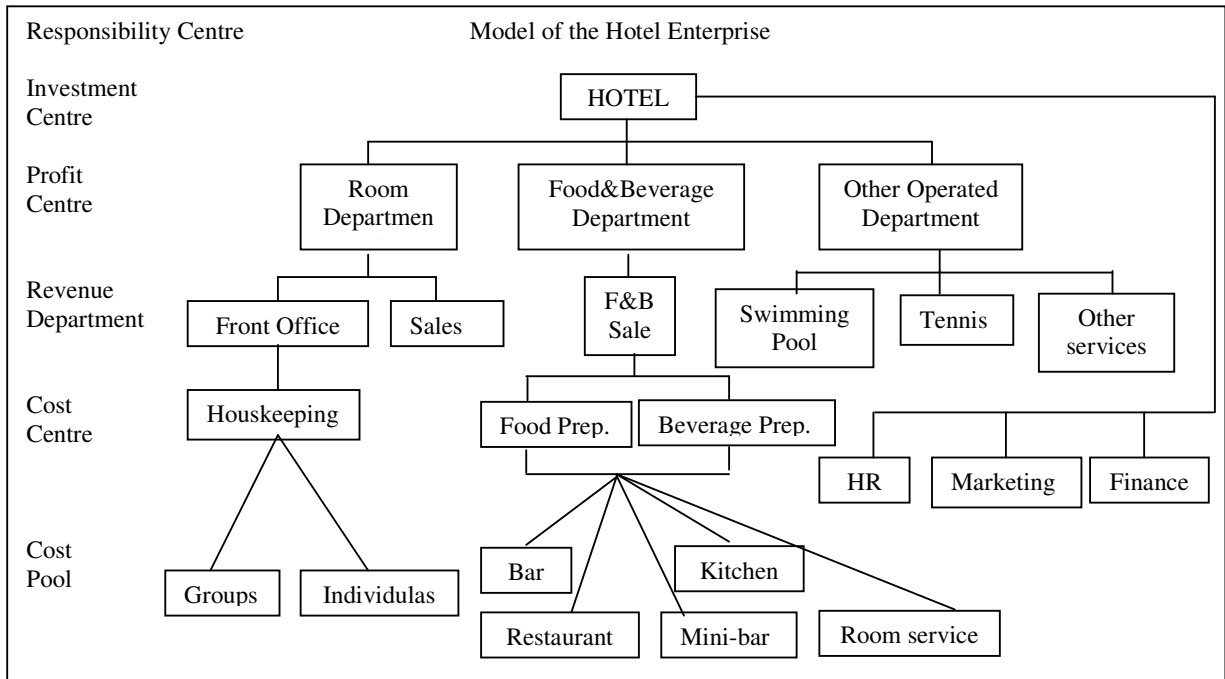 Responsibility Centre Model of the Hotel Enterprise
Investment
Centre
HOTEL
Profit
Centre
Room
Departmen
Food&Beverage
Department
Other Operated
Department
Revenue
Department
Front Office
Sales
F&B
Sale
Swimming
Pool
Tennis
Other
services
Cost
Centre
Houskeeping
Food Prep.
Beverage Prep.
HR
Marketing
Finance
Cost
Pool
Groups
Individulas
Bar
Kitchen
Restaurant
Mini-bar
Room service